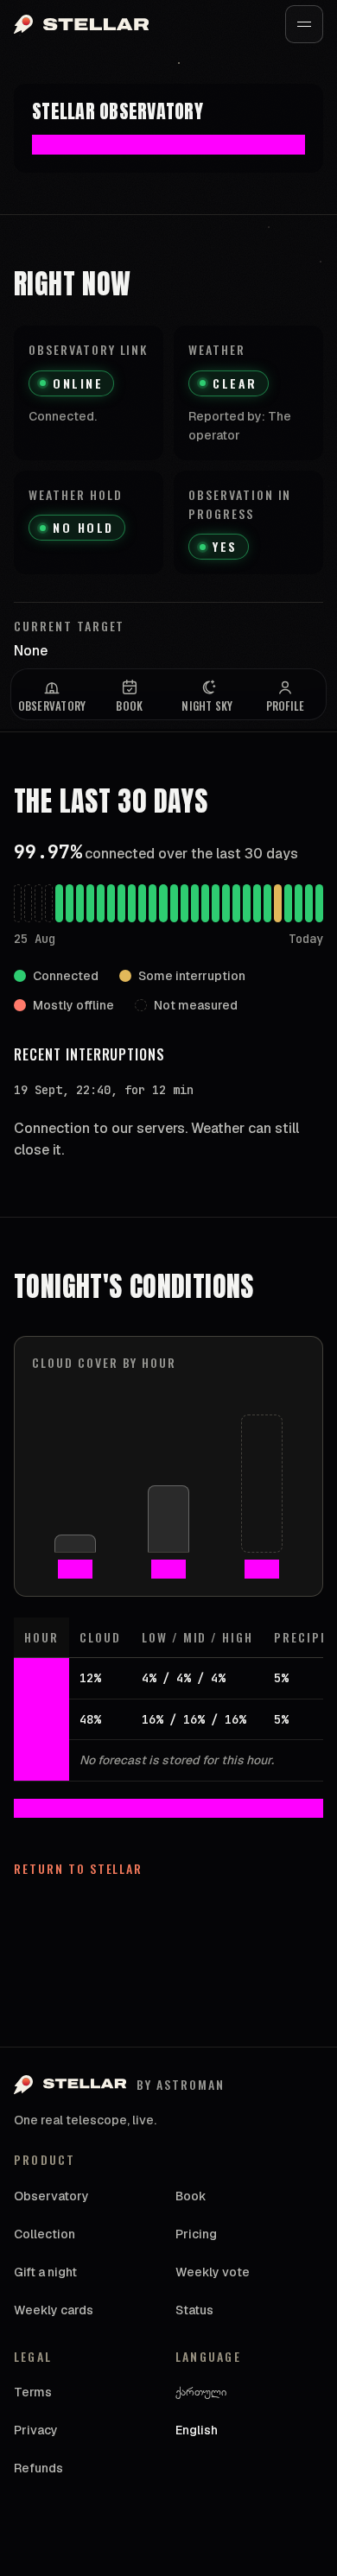 STELLAR
STELLAR OBSERVATORY
RIGHT NOW
OBSERVATORY LINK
ONLINE
Connected.
WEATHER
CLEAR
Reported by: The
operator
WEATHER HOLD
NO HOLD
OBSERVATION IN
PROGRESS
YES
CURRENT TARGET
None
OBSERVATORY
BOOK
NIGHT SKY
PROFILE
THE LAST 30 DAYS
99.97% connected over the last 30 days
25 Aug
Today
Connected
Some interruption
Mostly offline
Not measured
RECENT INTERRUPTIONS
19 Sept, 22:40, for 12 min
Connection to our servers. Weather can still
close it.
TONIGHT'S CONDITIONS
CLOUD COVER BY HOUR
HOUR CLOUD LOW / MID / HIGH PRECIPI
12% 4% / 4% / 4% 5%
48% 16% / 16% / 16% 5%
No forecast is stored for this hour.
RETURN TO STELLAR
STELLAR BY ASTROMAN
One real telescope, live.
PRODUCT
Observatory
Book
Collection
Pricing
Gift a night
Weekly vote
Weekly cards
Status
LEGAL
LANGUAGE
Terms
ქართული
Privacy
English
Refunds